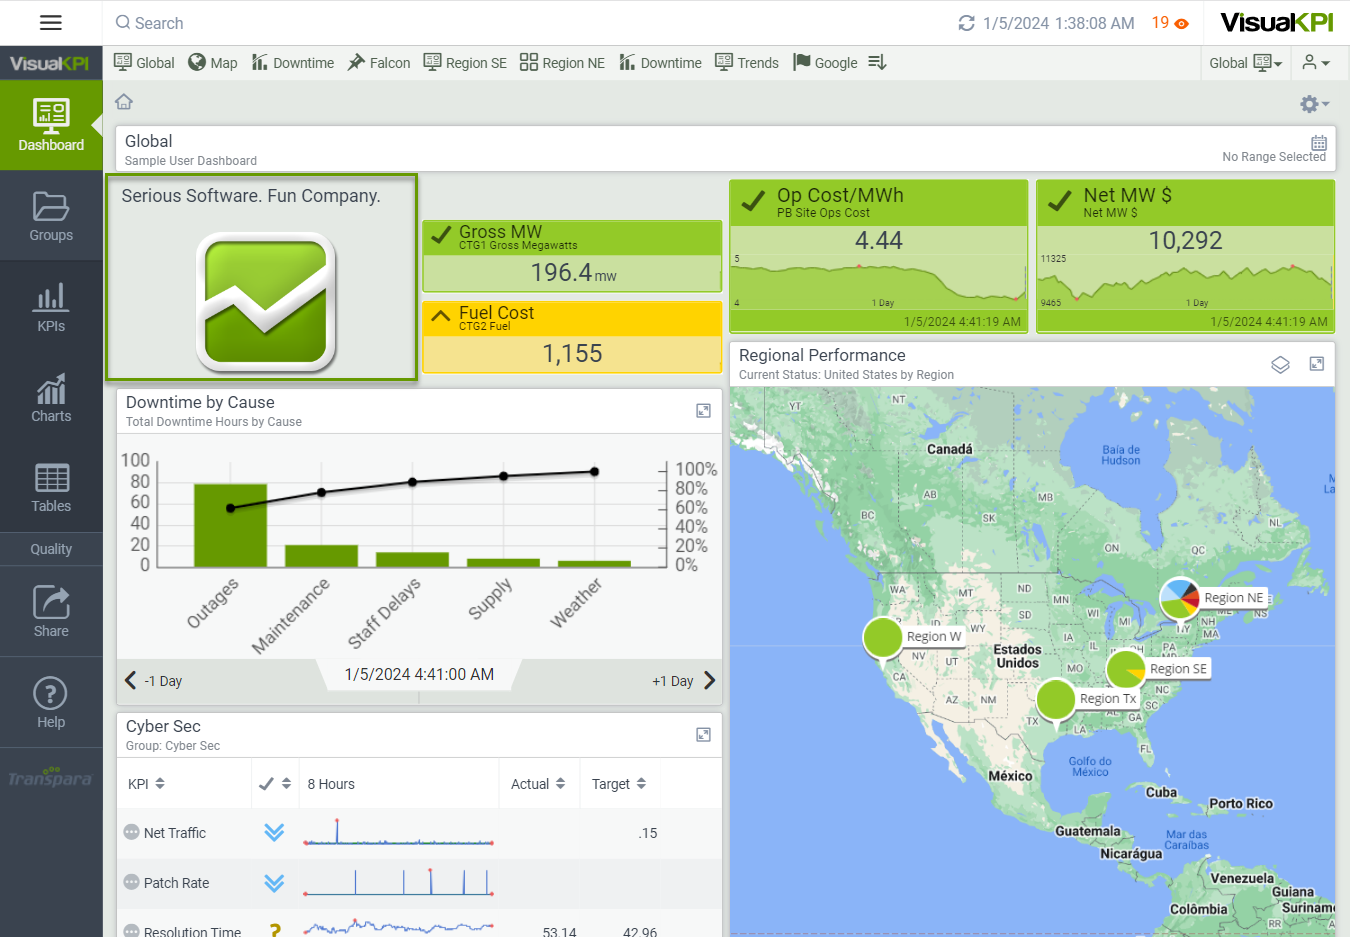 Search
1/5/2024 1:38:08 AM
19
VisualKPI
VisualKPI
Global
Map
Downtime
Falcon
Region SE
Region NE
Downtime
Trends
Google
Global
Dashboard
Groups
KPIs
Charts
Tables
Quality
Share
Help
Transpara
Global
Sample User Dashboard
No Range Selected
Serious Software. Fun Company.
Gross MW
CTG1 Gross Megawatts
196.4 mw
Fuel Cost
CTG2 Fuel
1,155
Op Cost/MWh
PB Site Ops Cost
4.44
5
4
1 Day
1/5/2024 4:41:19 AM
Net MW $
Net MW $
10,292
11325
9465
1 Day
1/5/2024 4:41:19 AM
Downtime by Cause
Total Downtime Hours by Cause
100
80
60
40
20
0
100%
80%
60%
40%
20%
0%
Outages
Maintenance
Staff Delays
Supply
Weather
-1 Day
1/5/2024 4:41:00 AM
+1 Day
Cyber Sec
Group: Cyber Sec
KPI
8 Hours
Actual
Target
Net Traffic
.15
Patch Rate
Resolution Time
?
53.14
42.96
Regional Performance
Current Status: United States by Region
YT
NT
Canadá
Baía de
Hudson
AB
MB
BC
SK
NL
ON
QC
WA
MT
ND
MN
SD
WI
MI
NH
MA
NS
ME
Region NE
Region W
ID
WY
NV
UT
CA
AZ
NM
Estados
Unidos
IA
IL
OH
PA
MD
MO
Region SE
NC
SC
Region Tx
TX
LA
AL
GA
FL
NY
Golfo do
México
México
Cuba
Porto Rico
Guatemala
Mar das
Caraíbas
Nicarágua
Venezuela
Guiana
Colômbia
Suriname
RR
AP